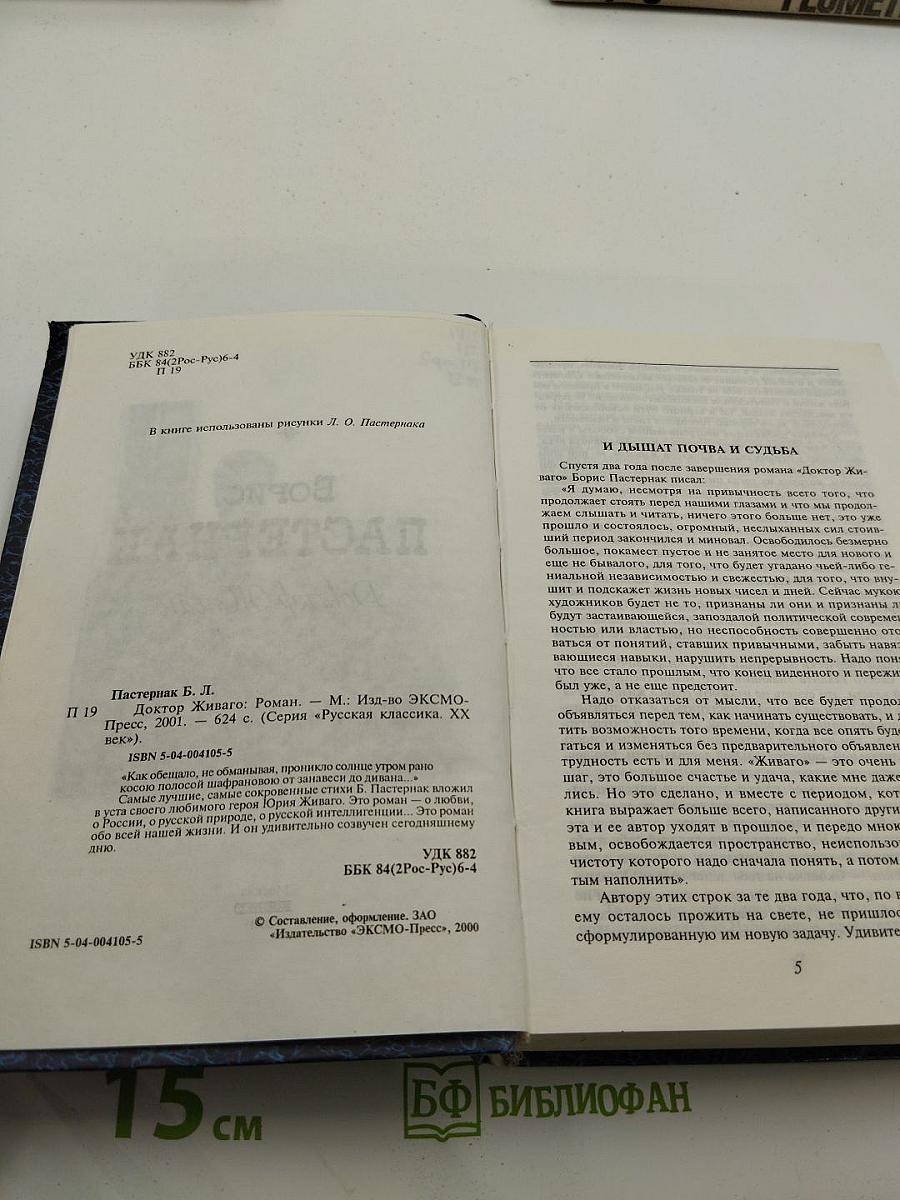 ГЕОМЕТ
УДК 882
ББК 84(2Рос-Рус)6-4
П 19
В книге использованы рисунки Л. О. Пастернака
Пастернак Б. Л.
П 19 Доктор Живаго: Роман. — М.: Изд-во ЭКСМО-
Пресс, 2001. — 624 с. (Серия «Русская классика. XX
век»).
ISBN 5-04-004105-5
«Как обещало, не обманывая, проникло солнце утром рано
косою полосой шафрановою от занавеси до дивана...»
Самые лучшие, самые сокровенные стихи Б. Пастернак вложил
в уста своего любимого героя Юрия Живаго. Это роман — о любви,
о России, о русской природе, о русской интеллигенции... Это роман
обо всей нашей жизни. И он удивительно созвучен сегодняшнему
дню.
УДК 882
ББК 84(2Рос-Рус)6-4
© Составление, оформление. ЗАО
«Издательство «ЭКСМО-Пресс», 2000
ISBN 5-04-004105-5
И ДЫШАТ ПОЧВА И СУДЬБА
Спустя два года после завершения романа «Доктор Жи-
ваго» Борис Пастернак писал:
«Я думаю, несмотря на привычность всего того, что
продолжает стоять перед нашими глазами и что мы продол-
жаем слышать и читать, ничего этого больше нет, это уже
прошло и состоялось, огромный, неслыханных сил стоив-
ший период закончился и миновал. Освободилось безмерно
большое, покамест пустое и не занятое место для нового и
еще не бывалого, для того, что будет угадано чьей-либо ге-
ниальной независимостью и свежестью, для того, что вну-
шит и подскажет жизнь новых чисел и дней. Сейчас мукою
художников будет не то, признаны ли они и признаны л
будут застаивающейся, запоздалой политической современ
ностью или властью, но неспособность совершенно ото
ваться от понятий, ставших привычными, забыть навя
вающиеся навыки, нарушить непрерывность. Надо поня
что все стало прошлым, что конец виденного и пережи
был уже, а не еще предстоит.
Надо отказаться от мысли, что все будет продол
объявляться перед тем, как начинать существовать, и д
тить возможность того времени, когда все опять буде
гаться и изменяться без предварительного объявлен
трудность есть и для меня. «Живаго» — это очень
шаг, это большое счастье и удача, какие мне даже
лись. Но это сделано, и вместе с периодом, кот
книга выражает больше всего, написанного други
эта и ее автор уходят в прошлое, и передо мною
вым, освобождается пространство, неиспользо
чистоту которого надо сначала понять, а потом
тым наполнить».
Автору этих строк за те два года, что, по в
ему осталось прожить на свете, не пришлос
сформулированную им новую задачу. Удивите
5
15 см
БФ БИБЛИОФАН